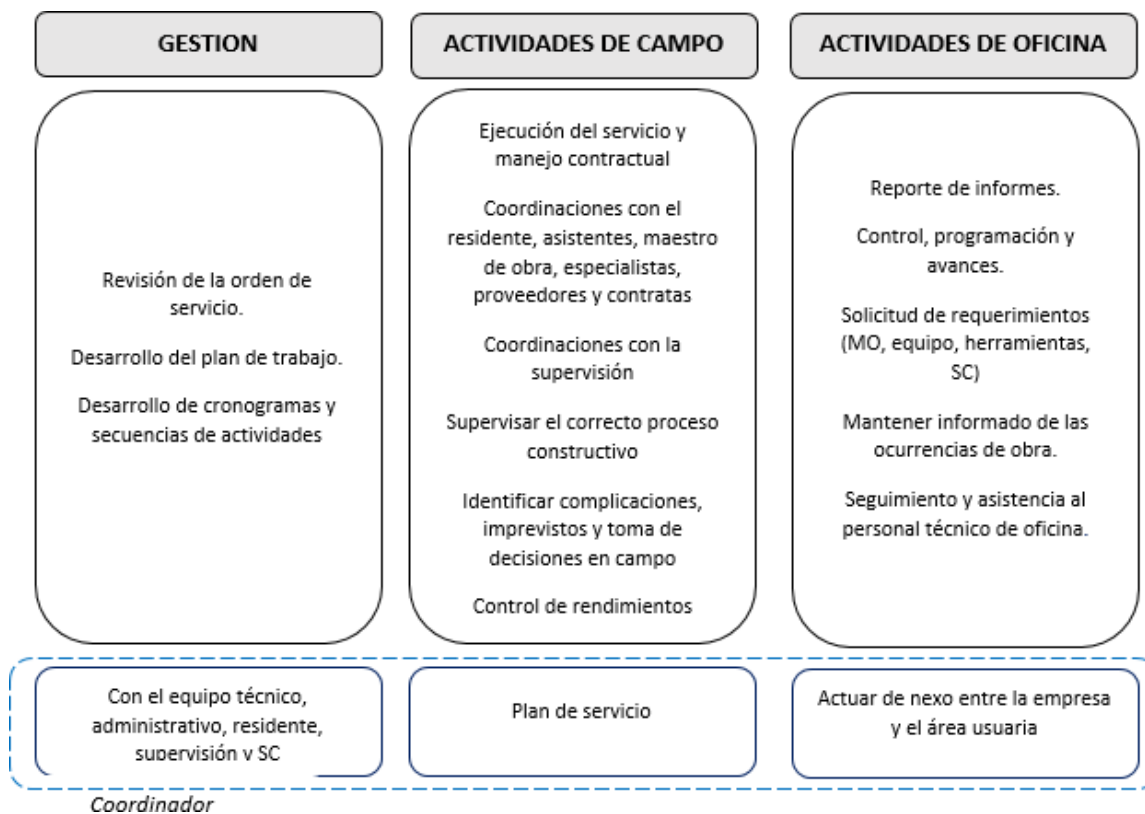 GESTION
Revisión de la orden de
servicio.
Desarrollo del plan de trabajo.
Desarrollo de cronogramas y
secuencias de actividades
ACTIVIDADES DE CAMPO
Ejecución del servicio y
manejo contractual
Coordinaciones con el
residente, asistentes, maestro
de obra, especialistas,
proveedores y contratas
Coordinaciones con la
supervisión
Supervisar el correcto proceso
constructivo
Identificar complicaciones,
imprevistos y toma de
decisiones en campo
Control de rendimientos
ACTIVIDADES DE OFICINA
Reporte de informes.
Control, programación y
avances.
Solicitud de requerimientos
(MO, equipo, herramientas,
SC)
Mantener informado de las
ocurrencias de obra.
Seguimiento y asistencia al
personal técnico de oficina.
Con el equipo técnico,
administrativo, residente,
supervisión y SC
Plan de servicio
Actuar de nexo entre la empresa
y el área usuaria
Coordinador